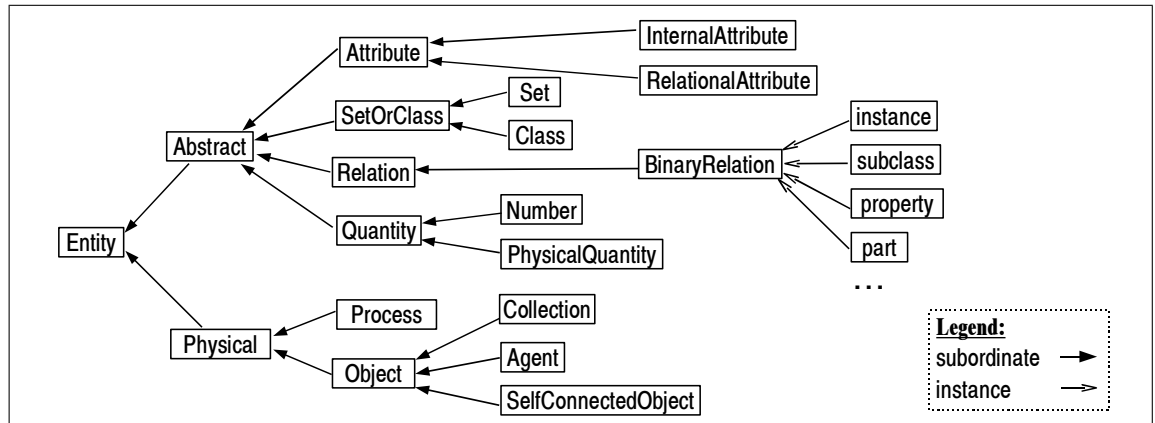 Attribute
InternalAttribute
RelationalAttribute
SetOrClass
Set
Class
Abstract
Relation
BinaryRelation
instance
subclass
property
part
...
Quantity
Number
PhysicalQuantity
Entity
Physical
Process
Object
Collection
Agent
SelfConnectedObject
Legend:
subordinate
instance